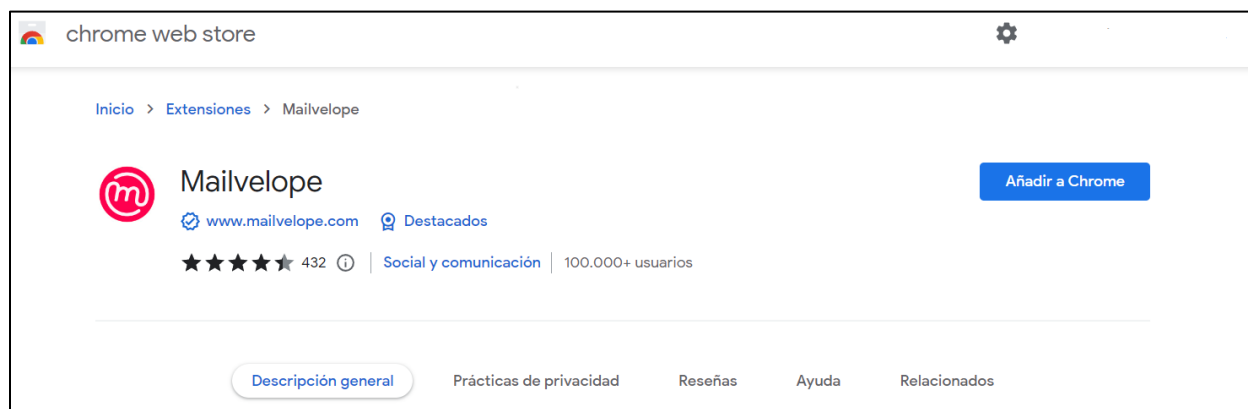 chrome web store
Inicio > Extensiones > Mailvelope
Mailvelope
Añadir a Chrome
www.mailvelope.com Destacados
432 Social y comunicación 100.000+ usuarios
Descripción general Prácticas de privacidad Reseñas Ayuda Relacionados